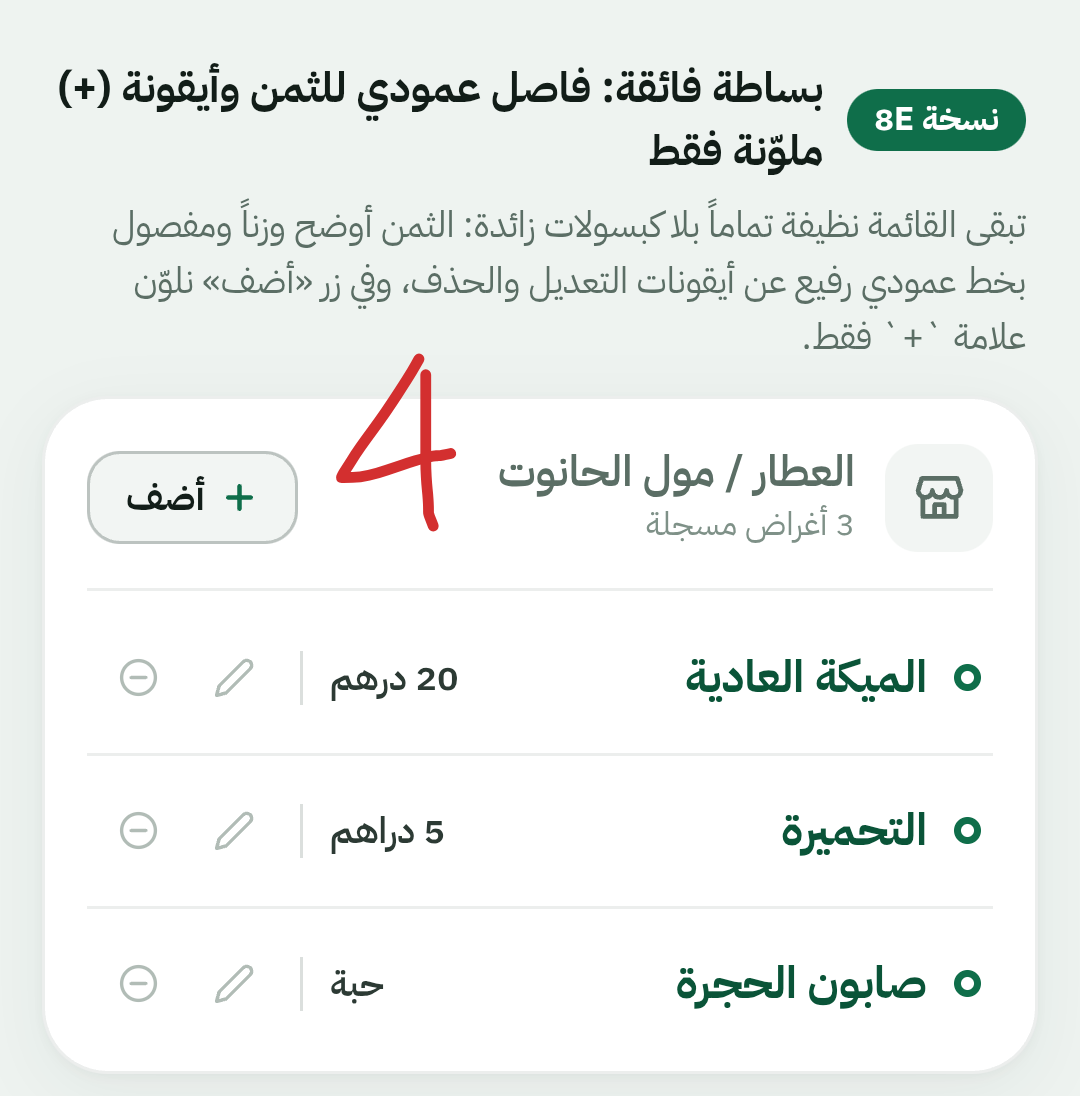 نسخة 8E
بساطة فائقة: فاصل عمودي للثمن وأيقونة (+)
ملوّنة فقط
تبقى القائمة نظيفة تماماً بلا كبسولات زائدة: الثمن أوضح وزناً ومفصول
بخط عمودي رفيع عن أيقونات التعديل والحذف، وفي زر «أضف» نلوّن
علامة `+` فقط.
4
العطار / مول الحانوت
3 أغراض مسجلة
+ أضف
الميكة العادية
20 درهم
التحميرة
5 دراهم
صابون الحجرة
حبة